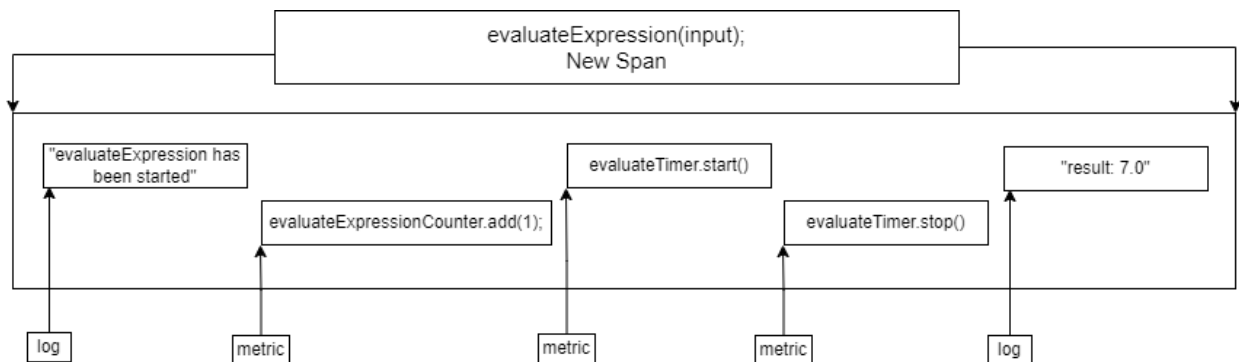 evaluateExpression(input);
New Span
"evaluateExpression has
been started"
evaluateTimer.start()
"result: 7.0"
evaluateExpressionCounter.add(1);
evaluateTimer.stop()
log
metric
metric
metric
log